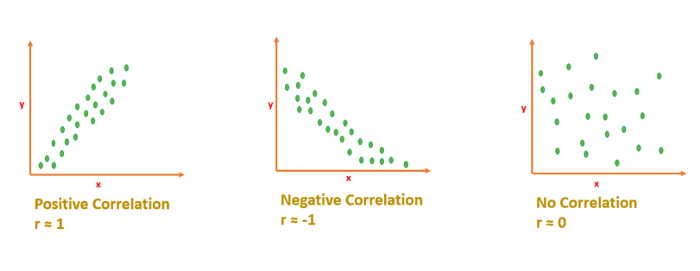 y
x
Positive Correlation
r ≈ 1
y
x
Negative Correlation
r ≈ -1
y
x
No Correlation
r ≈ 0